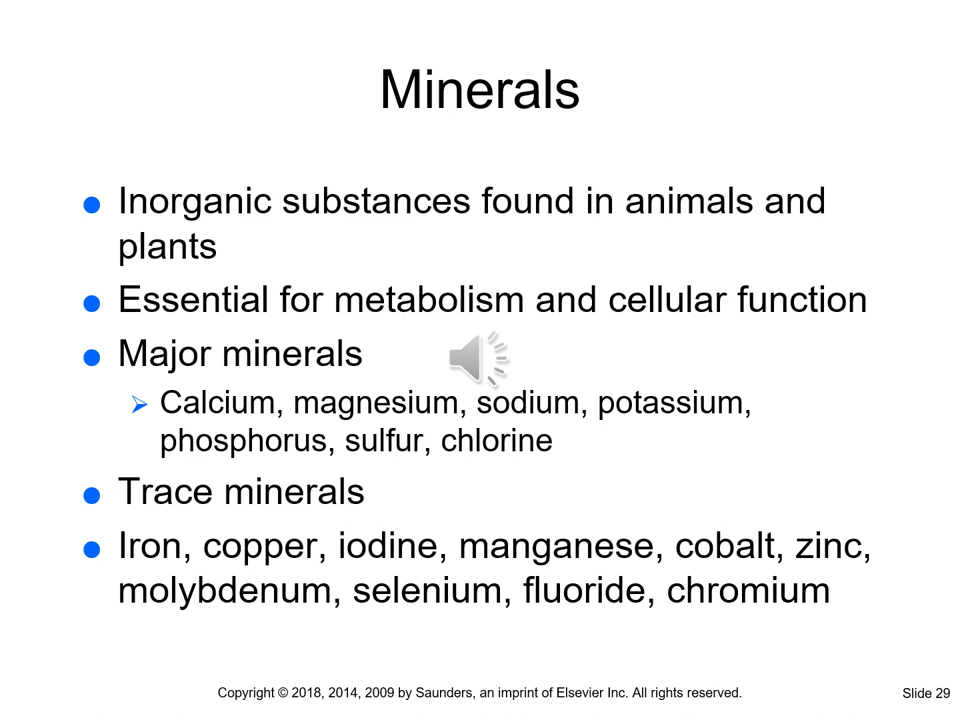 Minerals
Inorganic substances found in animals and
plants
Essential for metabolism and cellular function
Major minerals
Calcium, magnesium, sodium, potassium,
phosphorus, sulfur, chlorine
Trace minerals
Iron, copper, iodine, manganese, cobalt, zinc,
molybdenum, selenium, fluoride, chromium
Copyright © 2018, 2014, 2009 by Saunders, an imprint of Elsevier Inc. All rights reserved.
Slide 29